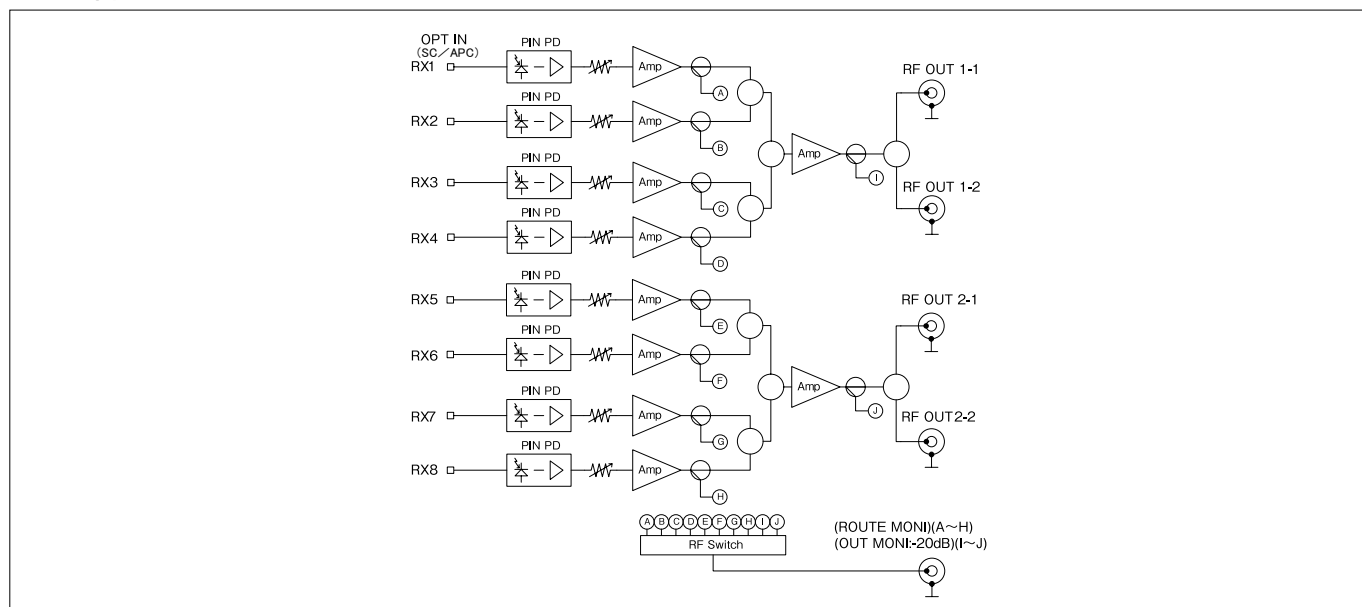 OPT IN
(SC／APC)
PIN PD
RX1
Amp
A
RF OUT 1-1
PIN PD
RX2
Amp
B
Amp
I
PIN PD
RX3
Amp
C
RF OUT 1-2
PIN PD
RX4
Amp
D
PIN PD
RX5
Amp
E
RF OUT 2-1
PIN PD
RX6
Amp
F
Amp
J
PIN PD
RX7
Amp
G
RF OUT2-2
PIN PD
RX8
Amp
H
A B C D E F G H I J
RF Switch
(ROUTE MONI)(A～H)
(OUT MONI:-20dB)(I～J)